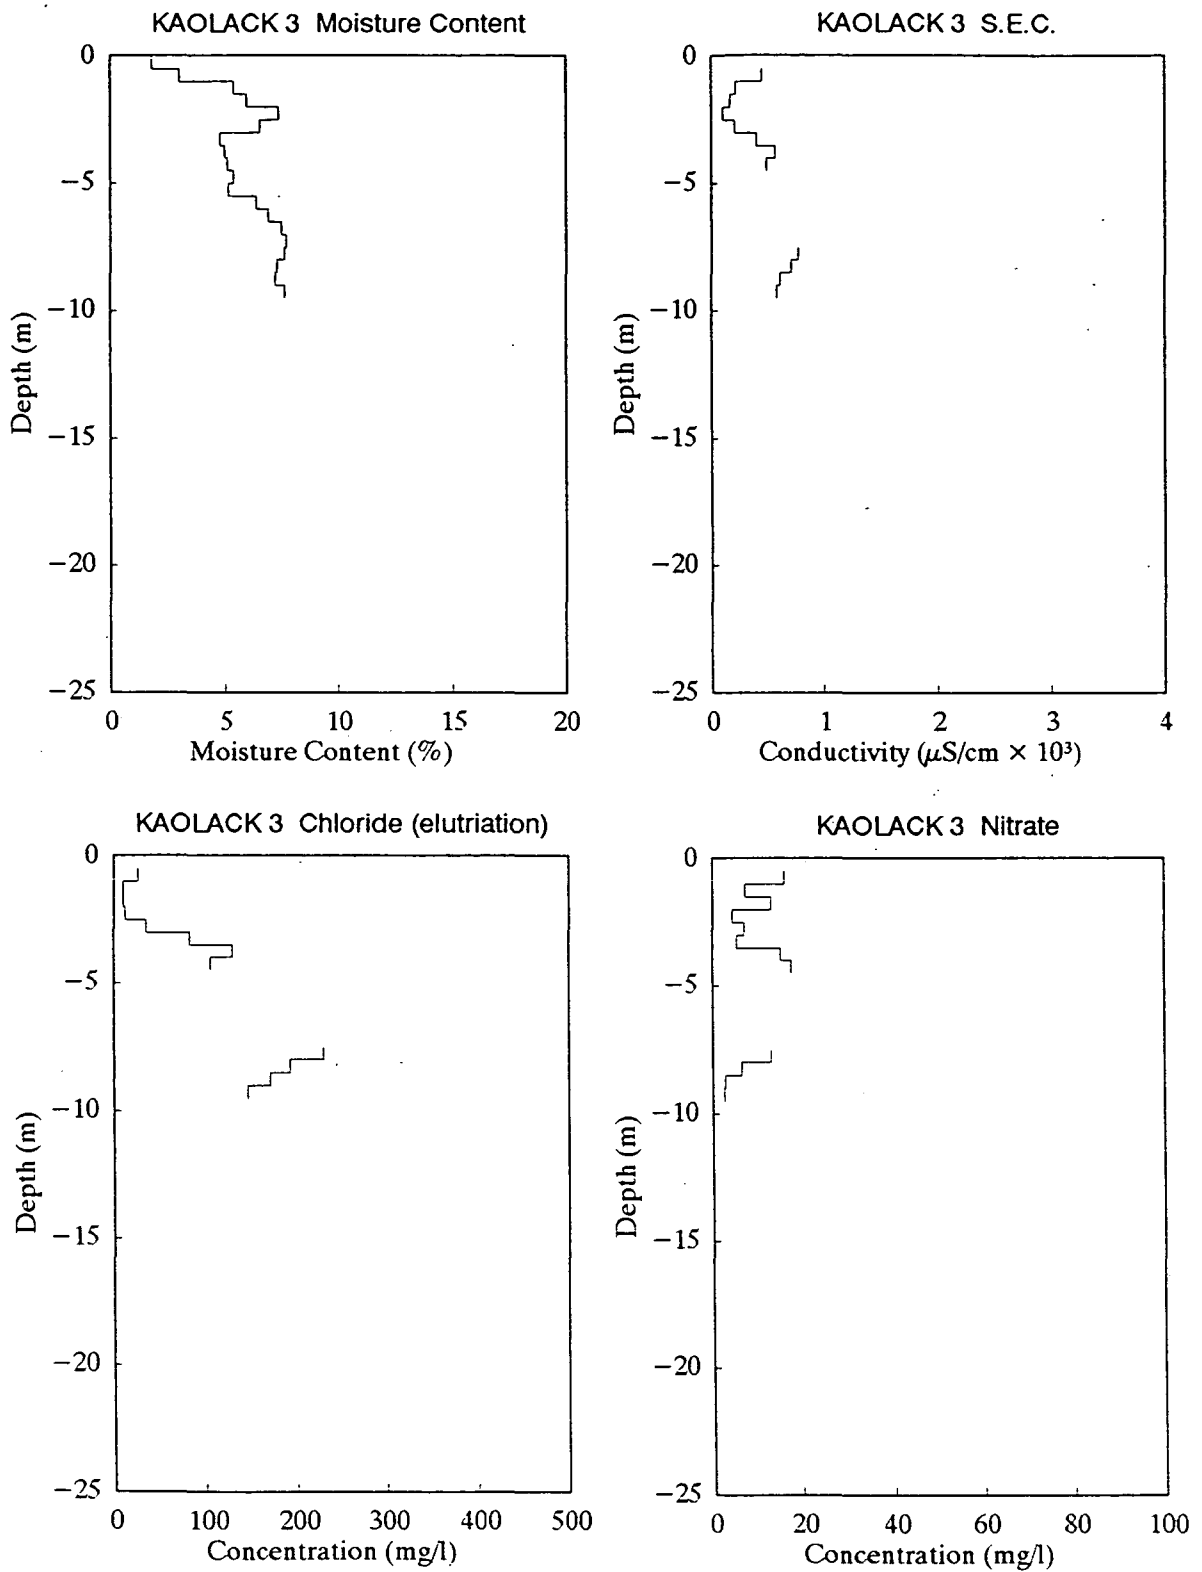 KAOLACK 3 Moisture Content
0
−5
−10
−15
−20
−25
Depth (m)
0 5 10 15 20
Moisture Content (%)
KAOLACK 3 S.E.C.
0
−5
−10
−15
−20
−25
Depth (m)
0 1 2 3 4
Conductivity (μS/cm × 10³)
KAOLACK 3 Chloride (elutriation)
0
−5
−10
−15
−20
−25
Depth (m)
0 100 200 300 400 500
Concentration (mg/l)
KAOLACK 3 Nitrate
0
−5
−10
−15
−20
−25
Depth (m)
0 20 40 60 80 100
Concentration (mg/l)